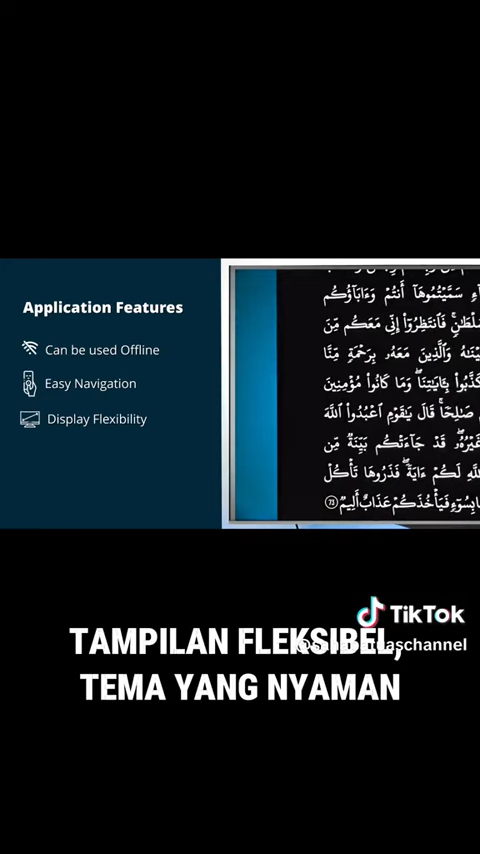 Application Features
Can be used Offline
Easy Navigation
Display Flexibility
سَمَّيْتُمُوهَآ أَنتُمْ وَءَابَآؤُكُم
فَٱنتَظِرُوٓا۟ إِنِّى مَعَكُم مِّنَ
وَٱلَّذِينَ مَعَهُۥ بِرَحْمَةٍ مِّنَّا
كَذَّبُوا۟ بِـَٔايَٰتِنَاۖ وَمَا كَانُوا۟ مُؤْمِنِينَ
صَٰلِحًاۚ قَالَ يَٰقَوْمِ ٱعْبُدُوا۟ ٱللَّهَ
غَيْرُهُۥۖ قَدْ جَآءَتْكُم بَيِّنَةٌ مِّن
ٱللَّهِ لَكُمْ ءَايَةًۖ فَذَرُوهَا تَأْكُلْ
بِسُوٓءٍ فَيَأْخُذَكُمْ عَذَابٌ أَلِيمٌ ٧٣
TikTok
TAMPILAN FLEKSIBEL,
TEMA YANG NYAMAN